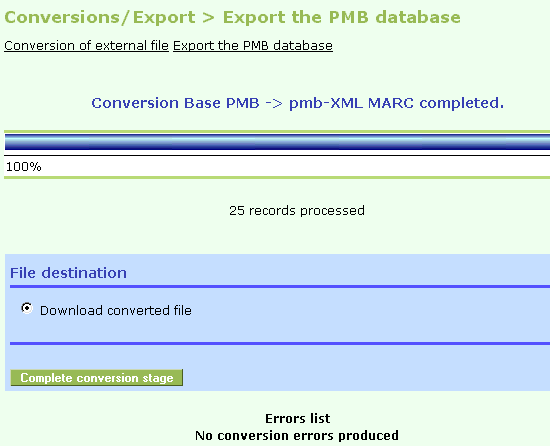 Conversions/Export > Export the PMB database
Conversion of external file Export the PMB database
Conversion Base PMB -> pmb-XML MARC completed.
100%
25 records processed
File destination
Download converted file
Complete conversion stage
Errors list
No conversion errors produced